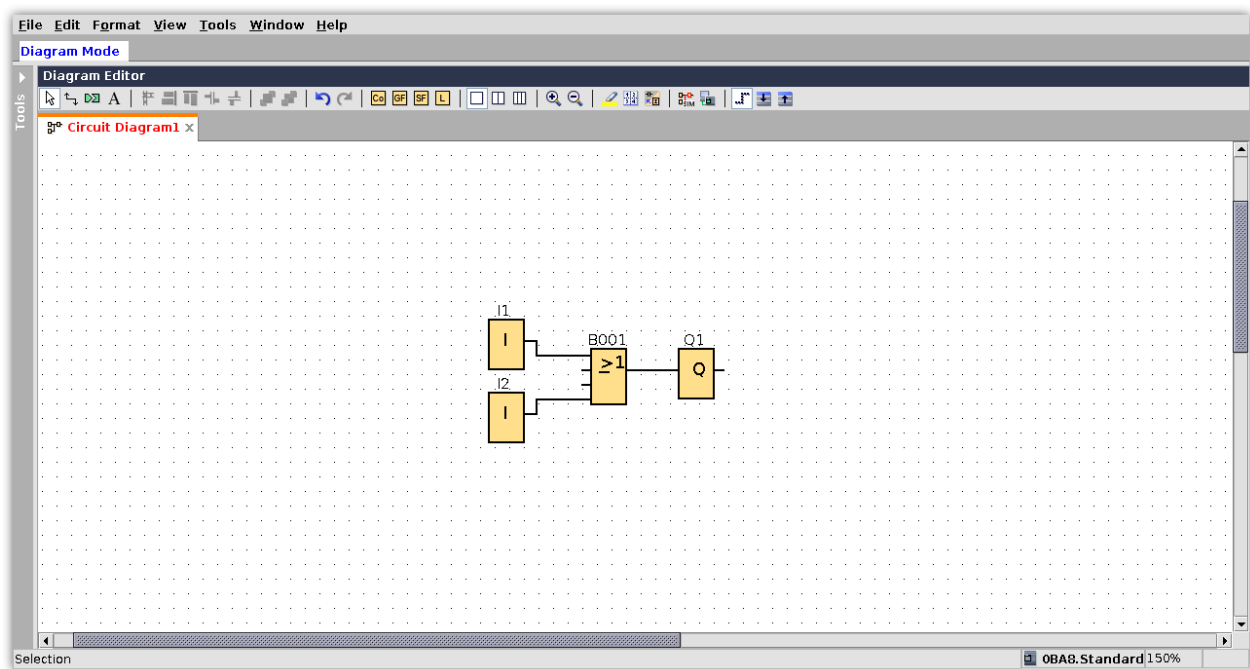 File Edit Format View Tools Window Help
Diagram Mode
Tools
Diagram Editor
A Co GF SF L
Circuit Diagram1 x
I1
I
B001
≥1
Q1
Q
I2
I
Selection
0BA8.Standard 150%